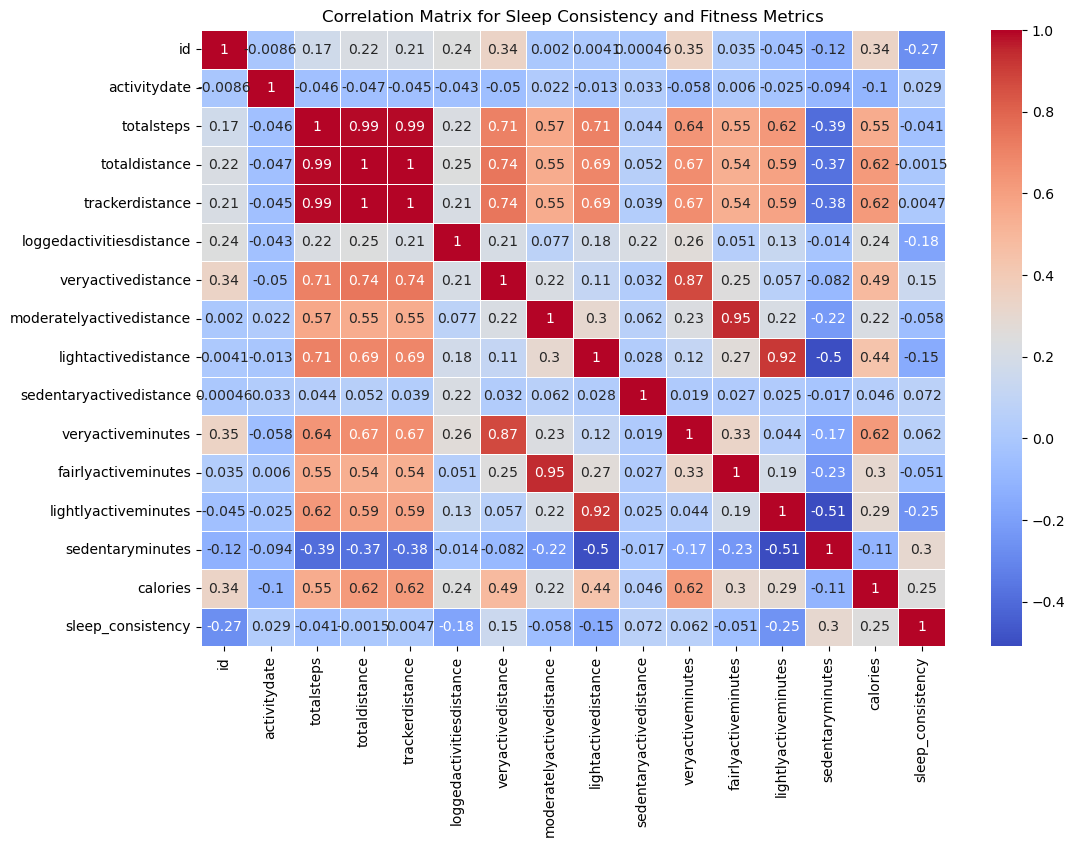 Correlation Matrix for Sleep Consistency and Fitness Metrics
id 1 -0.0086 0.17 0.22 0.21 0.24 0.34 0.002 -0.0041 -0.00046 0.35 0.035 -0.045 -0.12 0.34 -0.27
activitydate -0.0086 1 -0.046 -0.047 -0.045 -0.043 -0.05 0.022 -0.013 0.033 -0.058 0.006 -0.025 -0.094 -0.1 0.029
totalsteps 0.17 -0.046 1 0.99 0.99 0.22 0.71 0.57 0.71 0.044 0.64 0.55 0.62 -0.39 0.55 -0.041
totaldistance 0.22 -0.047 0.99 1 1 0.25 0.74 0.55 0.69 0.052 0.67 0.54 0.59 -0.37 0.62 -0.0015
trackerdistance 0.21 -0.045 0.99 1 1 0.21 0.74 0.55 0.69 0.039 0.67 0.54 0.59 -0.38 0.62 0.0047
loggedactivitiesdistance 0.24 -0.043 0.22 0.25 0.21 1 0.21 0.077 0.18 0.22 0.26 0.051 0.13 -0.014 0.24 -0.18
veryactivedistance 0.34 -0.05 0.71 0.74 0.74 0.21 1 0.22 0.11 0.032 0.87 0.25 0.057 -0.082 0.49 0.15
moderatelyactivedistance 0.002 0.022 0.57 0.55 0.55 0.077 0.22 1 0.3 0.062 0.23 0.95 0.22 -0.22 0.22 -0.058
lightactivedistance -0.0041 -0.013 0.71 0.69 0.69 0.18 0.11 0.3 1 0.028 0.12 0.27 0.92 -0.5 0.44 -0.15
sedentaryactivedistance -0.00046 0.033 0.044 0.052 0.039 0.22 0.032 0.062 0.028 1 0.019 0.027 0.025 -0.017 0.046 0.072
veryactiveminutes 0.35 -0.058 0.64 0.67 0.67 0.26 0.87 0.23 0.12 0.019 1 0.33 0.044 -0.17 0.62 0.062
fairlyactiveminutes 0.035 0.006 0.55 0.54 0.54 0.051 0.25 0.95 0.27 0.027 0.33 1 0.19 -0.23 0.3 -0.051
lightlyactiveminutes -0.045 -0.025 0.62 0.59 0.59 0.13 0.057 0.22 0.92 0.025 0.044 0.19 1 -0.51 0.29 -0.25
sedentaryminutes -0.12 -0.094 -0.39 -0.37 -0.38 -0.014 -0.082 -0.22 -0.5 -0.017 -0.17 -0.23 -0.51 1 -0.11 0.3
calories 0.34 -0.1 0.55 0.62 0.62 0.24 0.49 0.22 0.44 0.046 0.62 0.3 0.29 -0.11 1 0.25
sleep_consistency -0.27 0.029 -0.041 -0.0015 0.0047 -0.18 0.15 -0.058 -0.15 0.072 0.062 -0.051 -0.25 0.3 0.25 1
id
activitydate
totalsteps
totaldistance
trackerdistance
loggedactivitiesdistance
veryactivedistance
moderatelyactivedistance
lightactivedistance
sedentaryactivedistance
veryactiveminutes
fairlyactiveminutes
lightlyactiveminutes
sedentaryminutes
calories
sleep_consistency
1.0
0.8
0.6
0.4
0.2
0.0
−0.2
−0.4